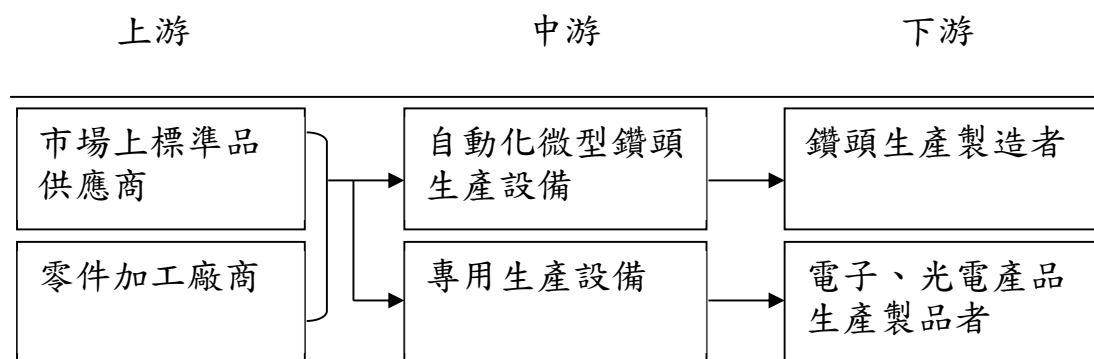 上游
中游
下游
市場上標準品
供應商
自動化微型鑽頭
生產設備
鑽頭生產製造者
零件加工廠商
專用生產設備
電子、光電產品
生產製品者